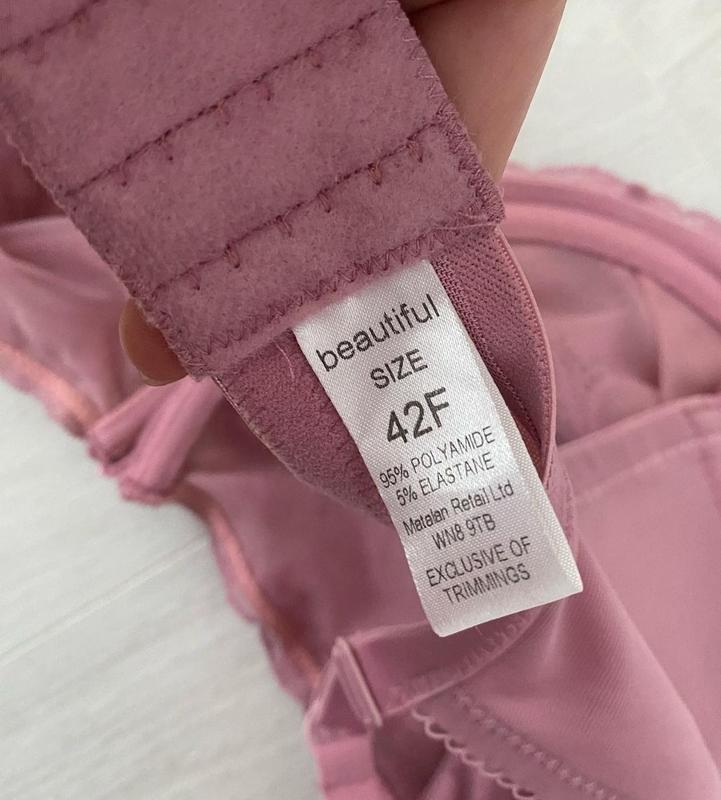 beautiful
SIZE
42F
95% POLYAMIDE
5% ELASTANE
Matalan Retail Ltd
WN8 9TB
EXCLUSIVE OF
TRIMMINGS